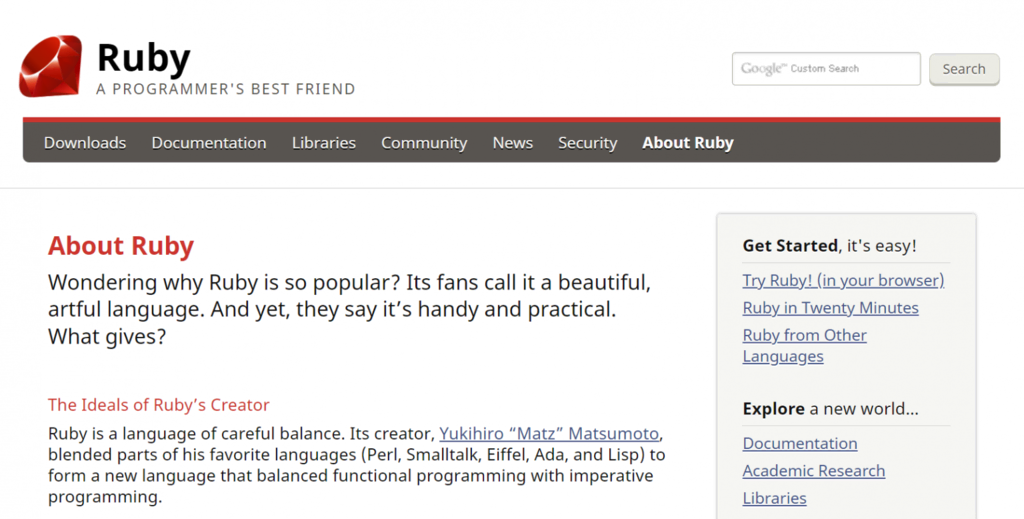 Ruby
A PROGRAMMER'S BEST FRIEND
Google™ Custom Search
Search
Downloads Documentation Libraries Community News Security About Ruby
About Ruby
Wondering why Ruby is so popular? Its fans call it a beautiful,
artful language. And yet, they say it’s handy and practical.
What gives?
The Ideals of Ruby’s Creator
Ruby is a language of careful balance. Its creator, Yukihiro “Matz” Matsumoto,
blended parts of his favorite languages (Perl, Smalltalk, Eiffel, Ada, and Lisp) to
form a new language that balanced functional programming with imperative
programming.
Get Started, it's easy!
Try Ruby! (in your browser)
Ruby in Twenty Minutes
Ruby from Other
Languages
Explore a new world...
Documentation
Academic Research
Libraries